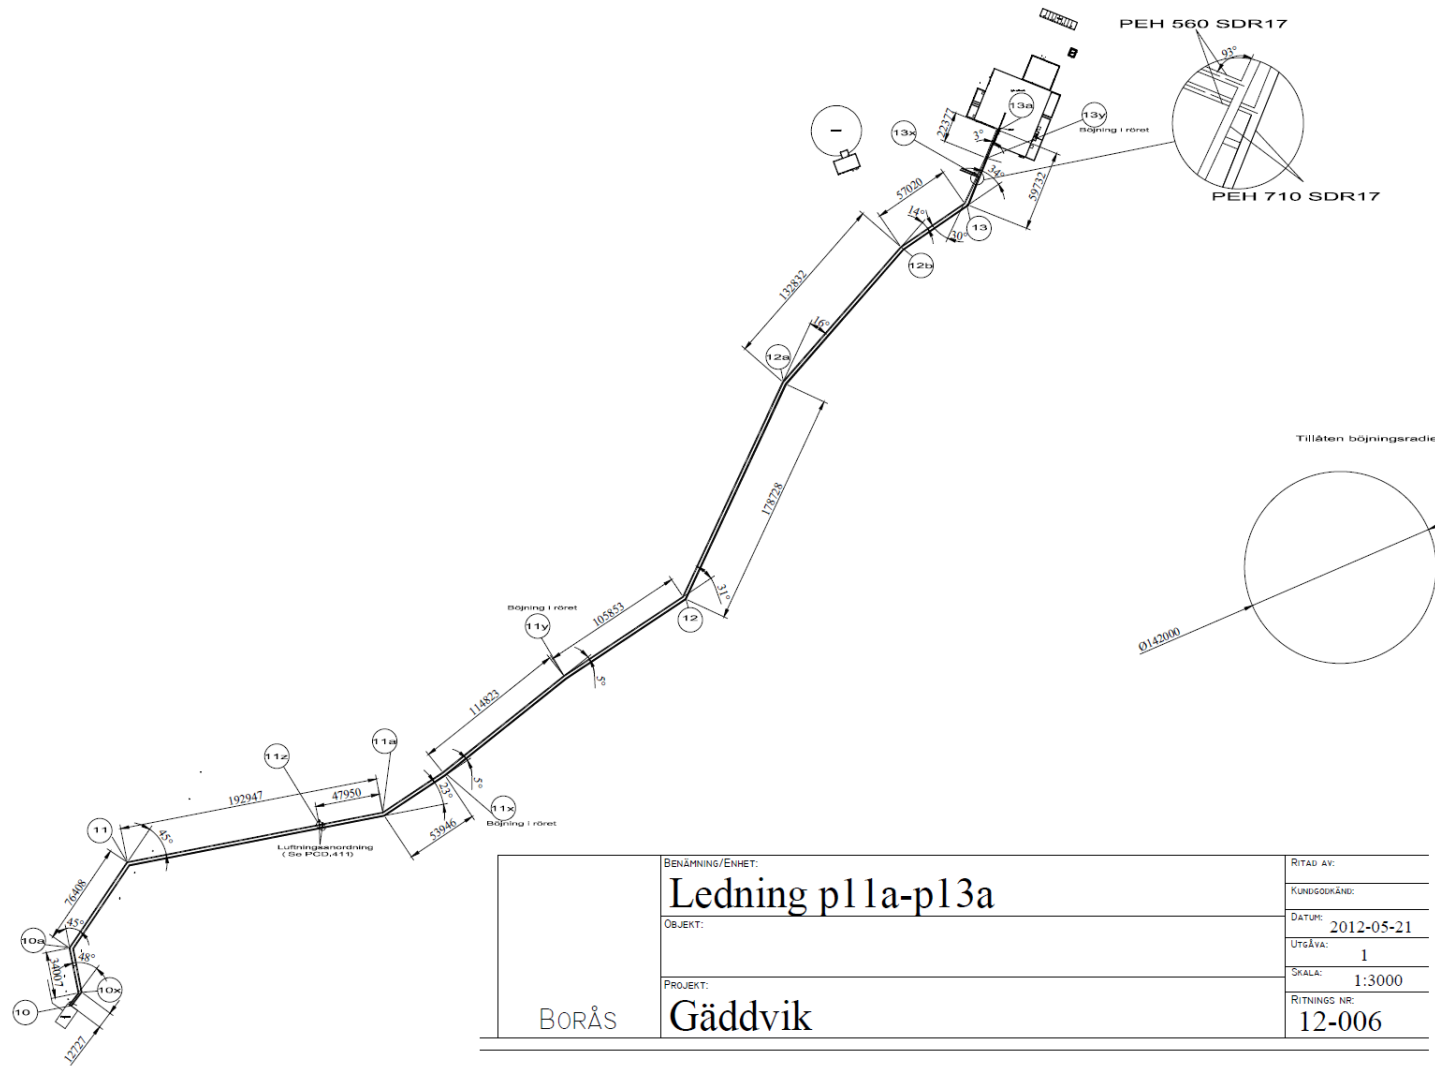 PEH 560 SDR17
93°
13a
13y
Böjning i röret
22377
13x
3°
34°
59732
PEH 710 SDR17
57020
14°
13
30°
12b
132832
16°
12a
178728
Tillåten böjningsradie
Ø142000
31°
12
105853
Böjning i röret
11y
5°
114823
11a
11z
5°
23°
192947
47950
11x
Böjning i röret
53946
11
45°
Luftningsanordning
( Se PCD.411)
76408
45°
10a
48°
34007
10x
10
12727
BENÄMNING/ENHET:
Ledning p11a-p13a
OBJEKT:
PROJEKT:
Gäddvik
BORÅS
RITAD AV:
KUNDGODKÄND:
DATUM: 2012-05-21
UTGÅVA: 1
SKALA: 1:3000
RITNINGS NR:
12-006